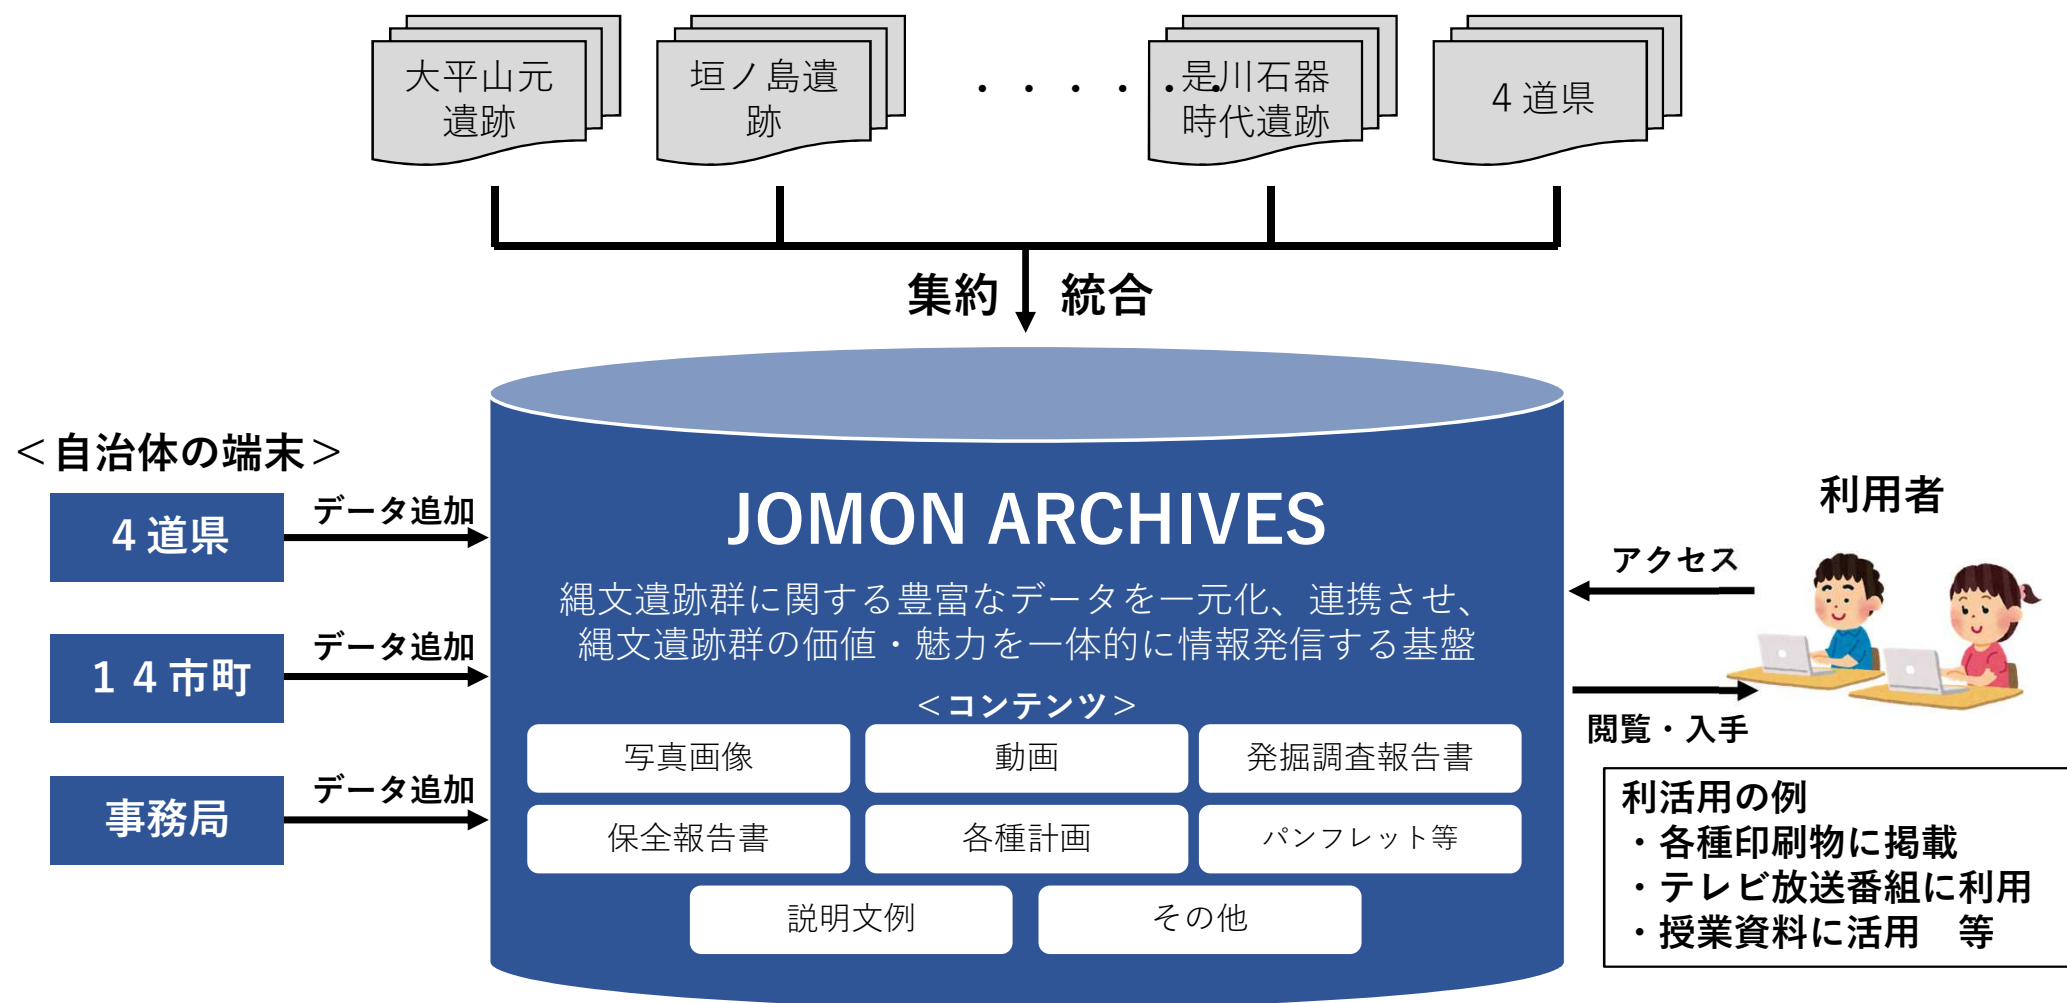 大平山元
遺跡
垣ノ島遺
跡
・・・・・・
是川石器
時代遺跡
4道県
集約 統合
＜自治体の端末＞
4道県
データ追加
14市町
データ追加
事務局
データ追加
JOMON ARCHIVES
縄文遺跡群に関する豊富なデータを一元化、連携させ、
縄文遺跡群の価値・魅力を一体的に情報発信する基盤
＜コンテンツ＞
写真画像
動画
発掘調査報告書
保全報告書
各種計画
パンフレット等
説明文例
その他
利用者
アクセス
閲覧・入手
利活用の例
・各種印刷物に掲載
・テレビ放送番組に利用
・授業資料に活用　等